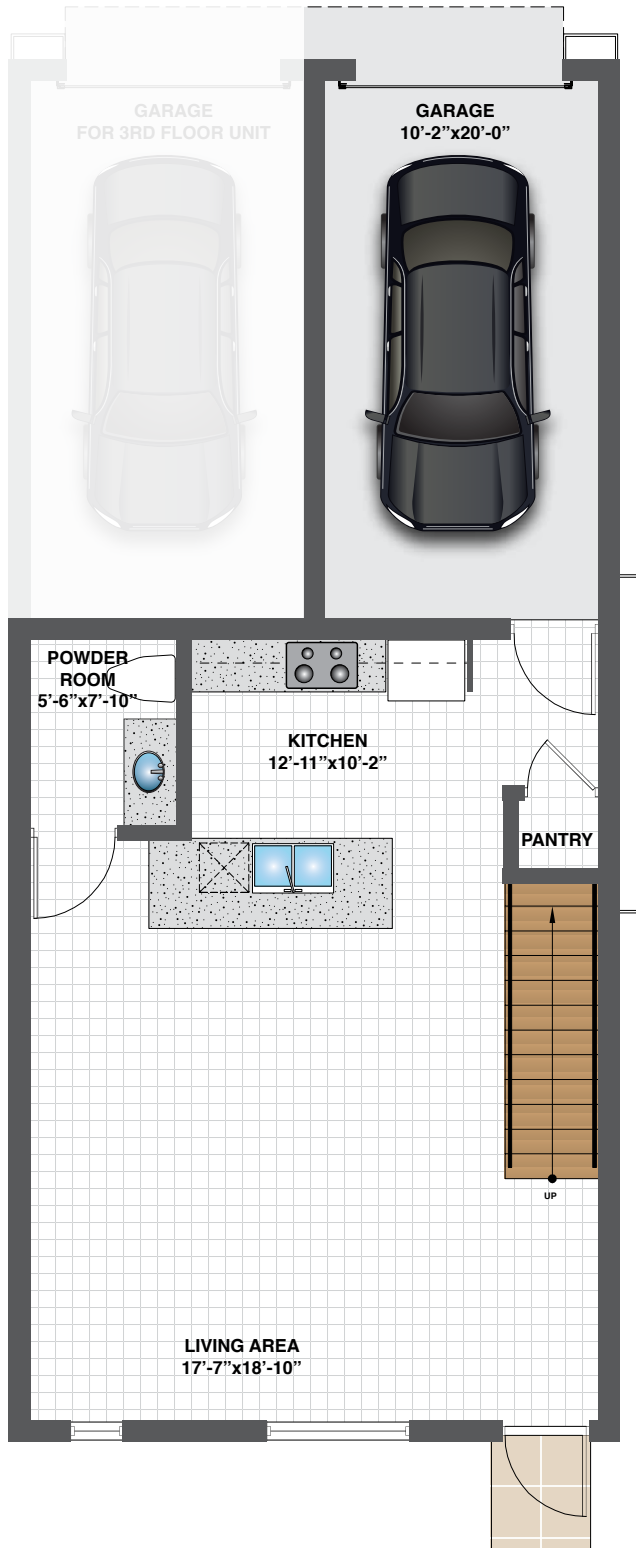 GARAGE
FOR 3RD FLOOR UNIT
GARAGE
10’-2”x20’-0”
POWDER
ROOM
5’-6”x7’-10”
KITCHEN
12’-11”x10’-2”
PANTRY
UP
LIVING AREA
17’-7”x18’-10”